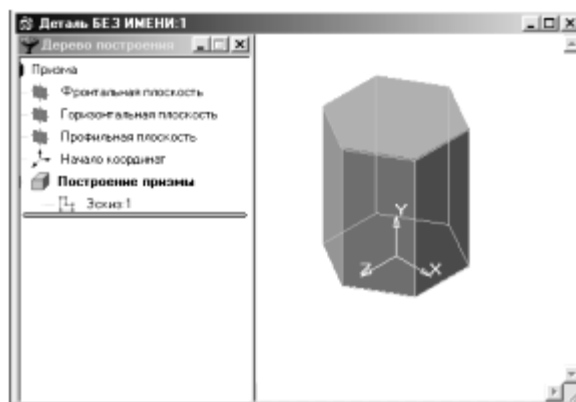 Деталь БЕЗ ИМЕНИ:1
Дерево построения
Призма
Фронтальная плоскость
Горизонтальная плоскость
Профильная плоскость
Начало координат
Построение призмы
Эскиз:1
Y
Z
X